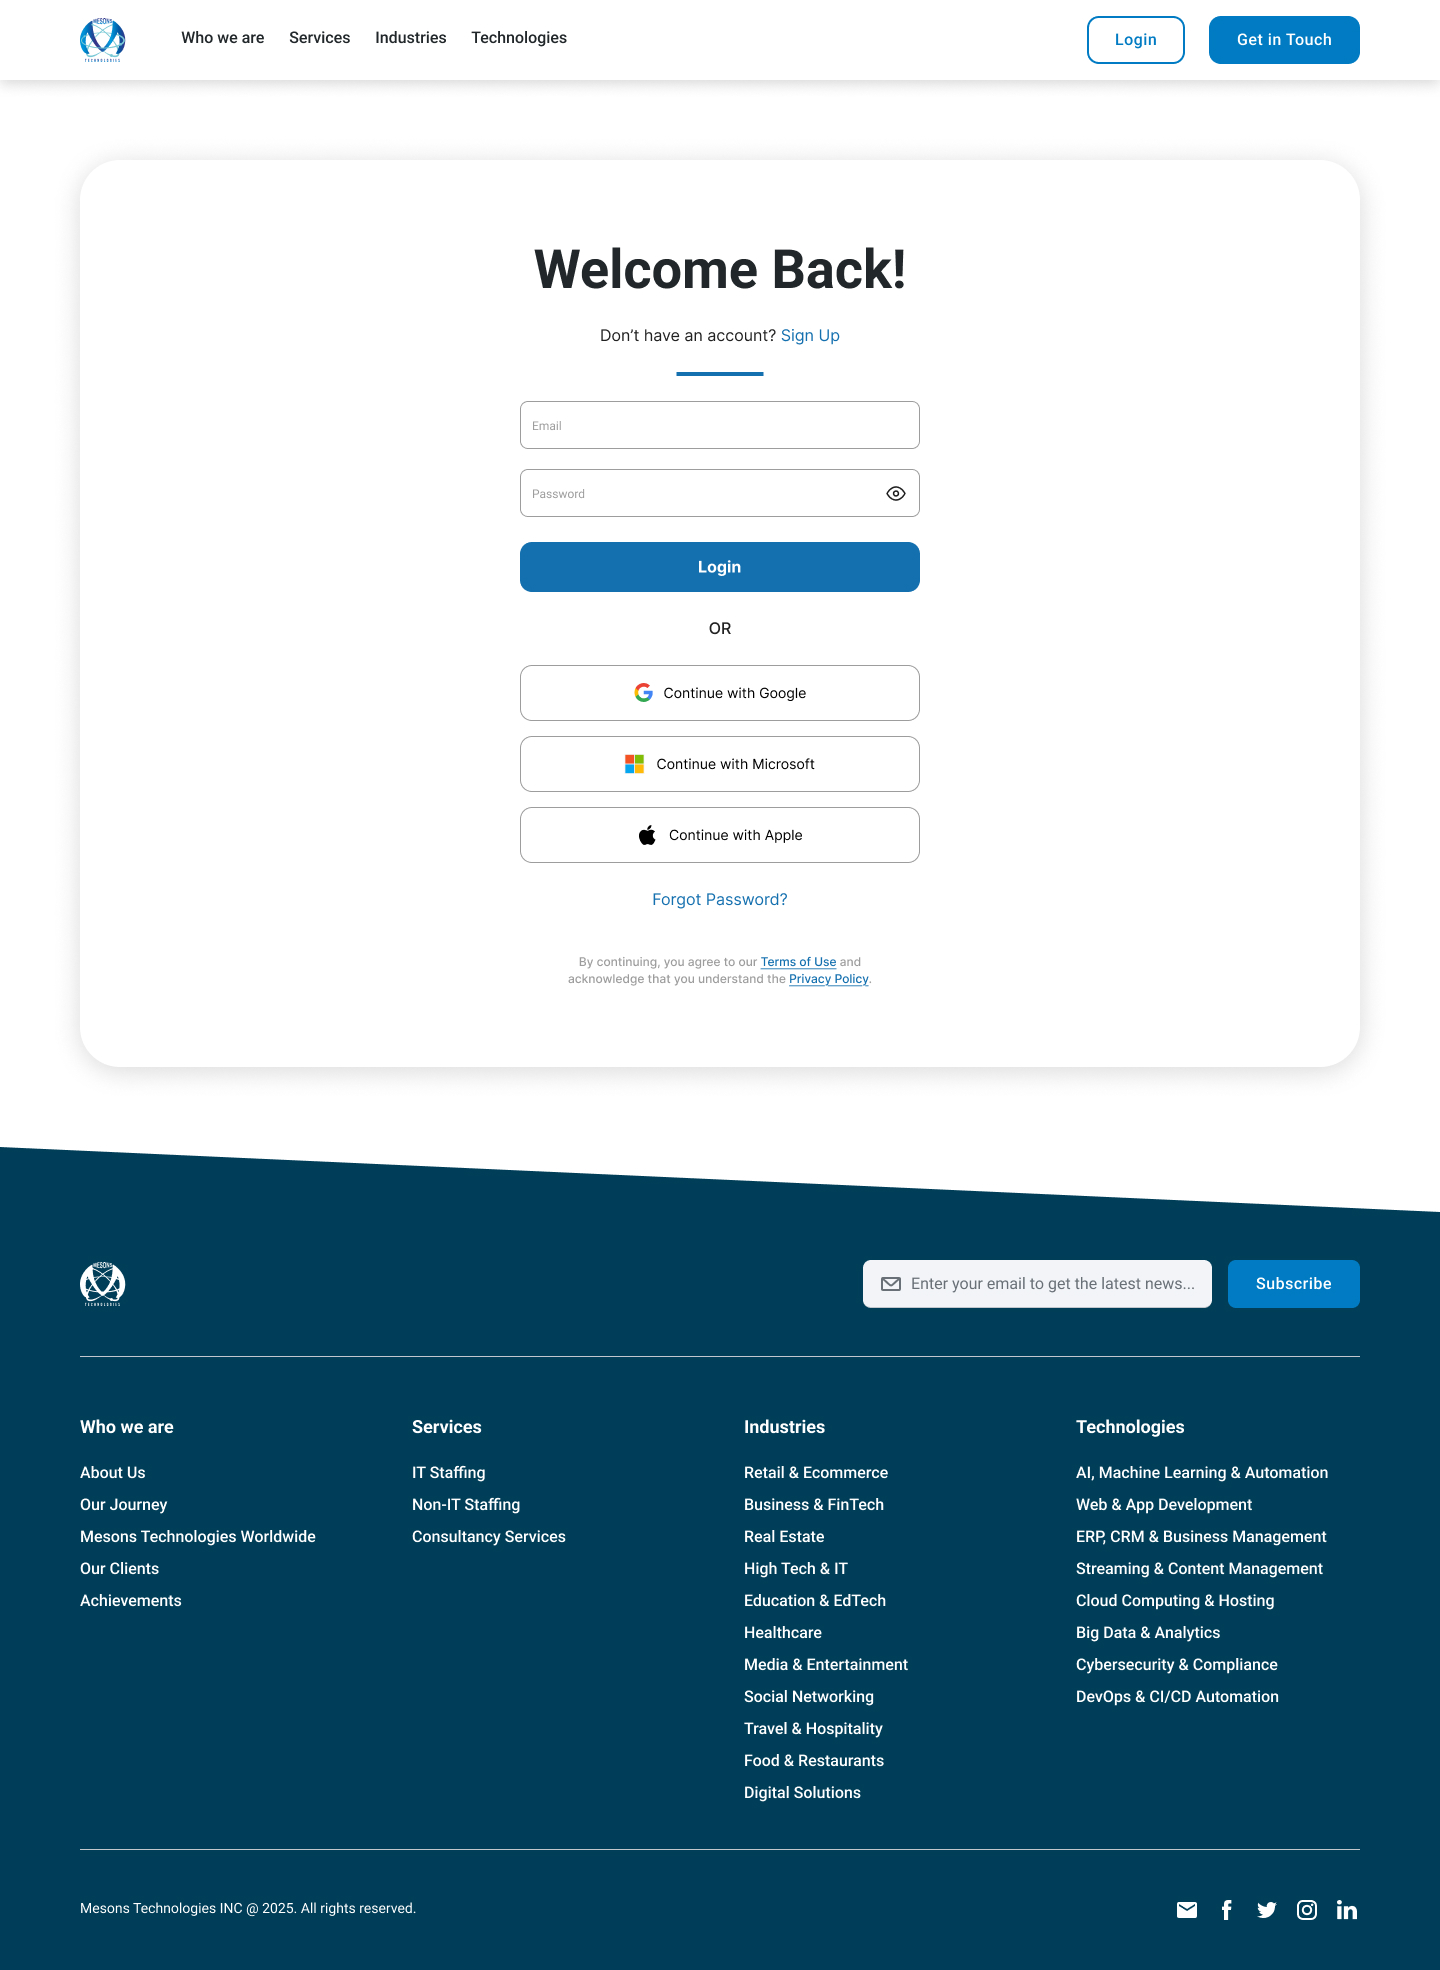 MESONS
TECHNOLOGIES
Who we are Services Industries Technologies Login Get in Touch
Welcome Back!
Don’t have an account? Sign Up
Email
Password
Login
OR
Continue with Google
Continue with Microsoft
Continue with Apple
Forgot Password?
By continuing, you agree to our Terms of Use and
acknowledge that you understand the Privacy Policy.
MESONS
TECHNOLOGIES
Enter your email to get the latest news... Subscribe
Who we are
About Us
Our Journey
Mesons Technologies Worldwide
Our Clients
Achievements
Services
IT Staffing
Non-IT Staffing
Consultancy Services
Industries
Retail & Ecommerce
Business & FinTech
Real Estate
High Tech & IT
Education & EdTech
Healthcare
Media & Entertainment
Social Networking
Travel & Hospitality
Food & Restaurants
Digital Solutions
Technologies
AI, Machine Learning & Automation
Web & App Development
ERP, CRM & Business Management
Streaming & Content Management
Cloud Computing & Hosting
Big Data & Analytics
Cybersecurity & Compliance
DevOps & CI/CD Automation
Mesons Technologies INC @ 2025. All rights reserved.